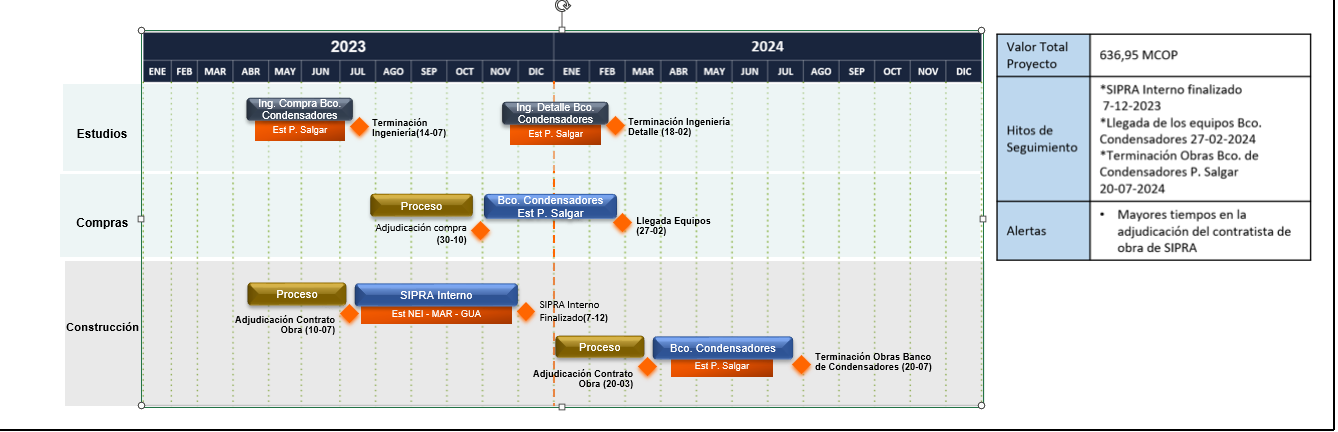 2023
2024
ENE FEB MAR ABR MAY JUN JUL AGO SEP OCT NOV DIC ENE FEB MAR ABR MAY JUN JUL AGO SEP OCT NOV DIC
Estudios
Ing. Compra Bco.
Condensadores
Est P. Salgar
Terminación
Ingeniería(14-07)
Ing. Detalle Bco.
Condensadores
Est P. Salgar
Terminación Ingeniería
Detalle (18-02)
Compras
Proceso
Adjudicación compra
(30-10)
Bco. Condensadores
Est P. Salgar
Llegada Equipos
(27-02)
Construcción
Proceso
Adjudicación Contrato
Obra (10-07)
SIPRA Interno
Est NEI - MAR - GUA
SIPRA Interno
Finalizado(7-12)
Proceso
Adjudicación Contrato
Obra (20-03)
Bco. Condensadores
Est P. Salgar
Terminación Obras Banco
de Condensadores (20-07)
Valor Total
Proyecto
636,95 MCOP
Hitos de
Seguimiento
*SIPRA Interno finalizado
7-12-2023
*Llegada de los equipos Bco.
Condensadores 27-02-2024
*Terminación Obras Bco. de
Condensadores P. Salgar
20-07-2024
Alertas
• Mayores tiempos en la
adjudicación del contratista de
obra de SIPRA